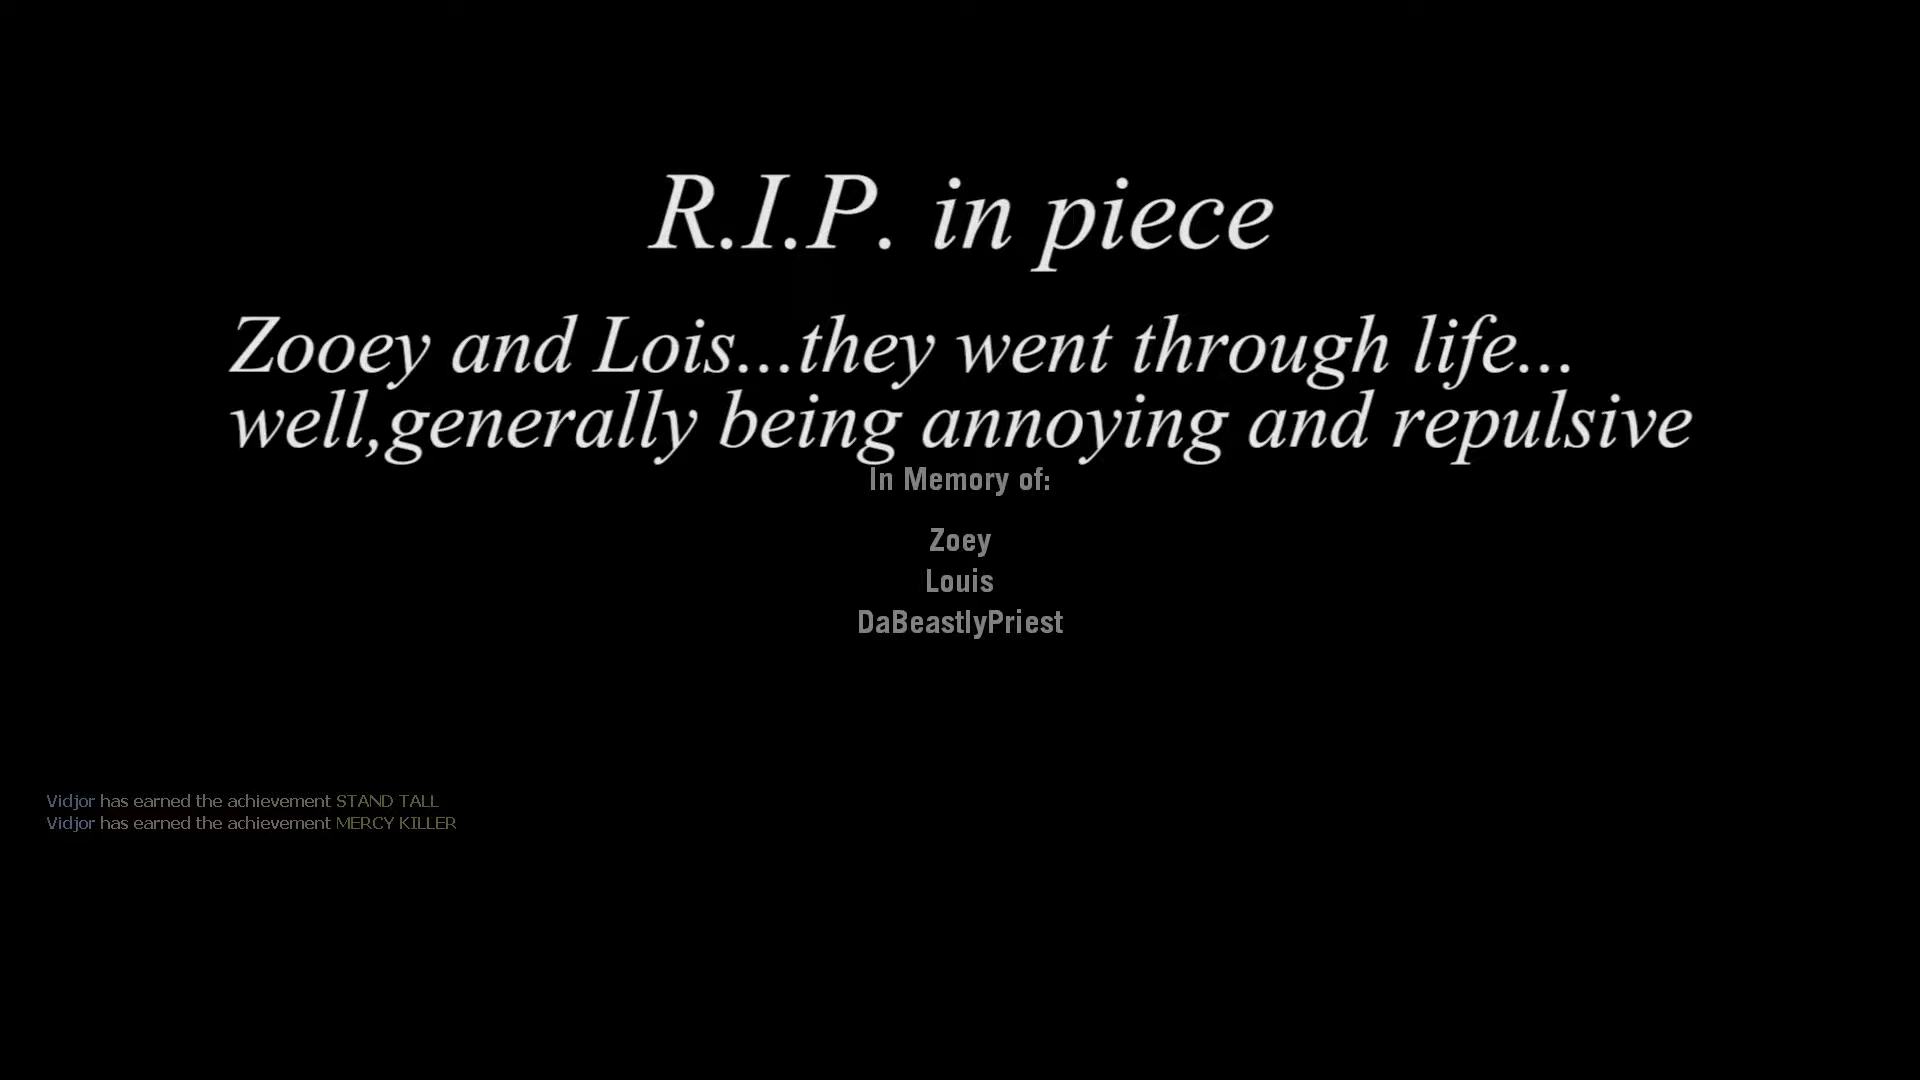 R.I.P. in piece
Zooey and Lois...they went through life...
well,generally being annoying and repulsive
In Memory of:
Zoey
Louis
DaBeastlyPriest
Vidjor has earned the achievement STAND TALL
Vidjor has earned the achievement MERCY KILLER